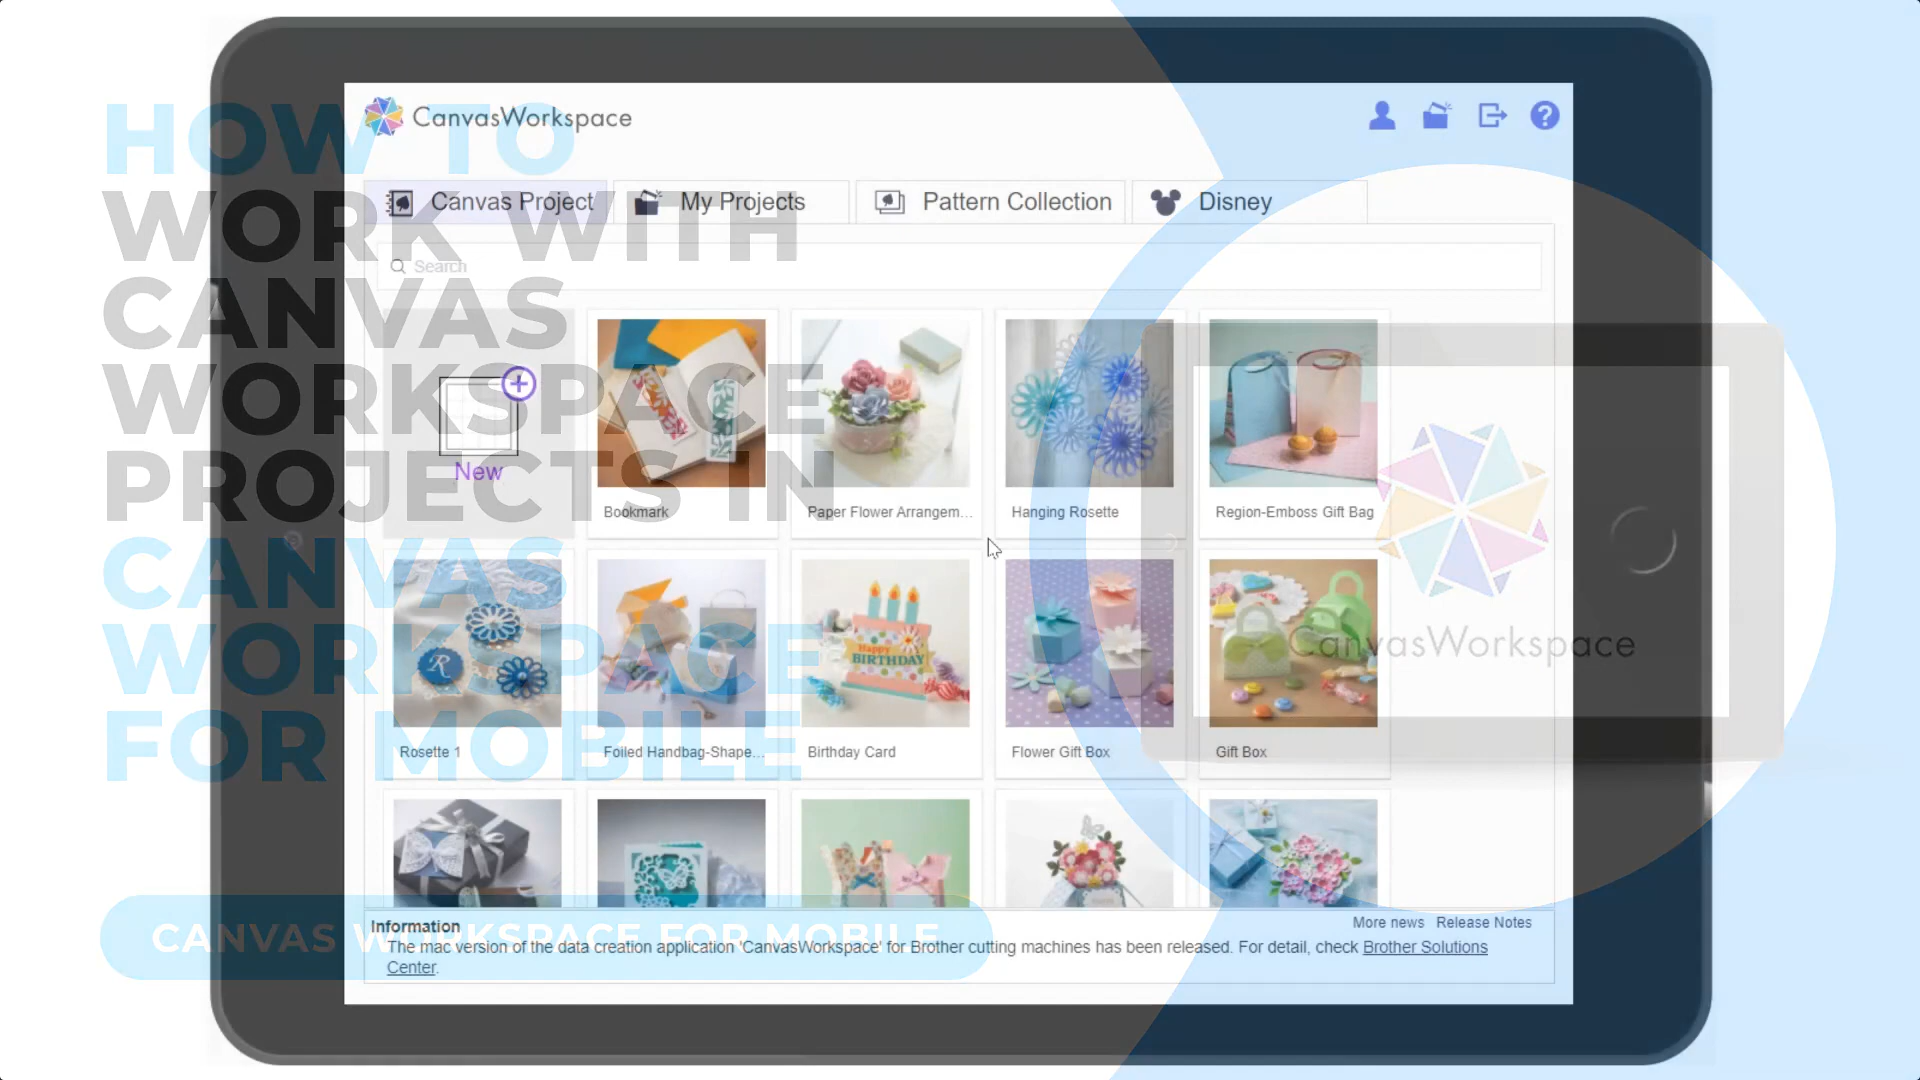 HOW TO
WORK WITH
CANVAS
WORKSPACE
PROJECTS IN
CANVAS
WORKSPACE
FOR MOBILE
CANVAS WORKSPACE FOR MOBILE
CanvasWorkspace
Canvas Project
My Projects
Pattern Collection
Disney
Search
New
Bookmark
Paper Flower Arrangem...
Hanging Rosette
Region-Emboss Gift Bag
R
Happy
BIRTHDAY
Rosette 1
Foiled Handbag-Shape...
Birthday Card
Flower Gift Box
Gift Box
CanvasWorkspace
Information
More news Release Notes
The mac version of the data creation application 'CanvasWorkspace' for Brother cutting machines has been released. For detail, check Brother Solutions
Center.